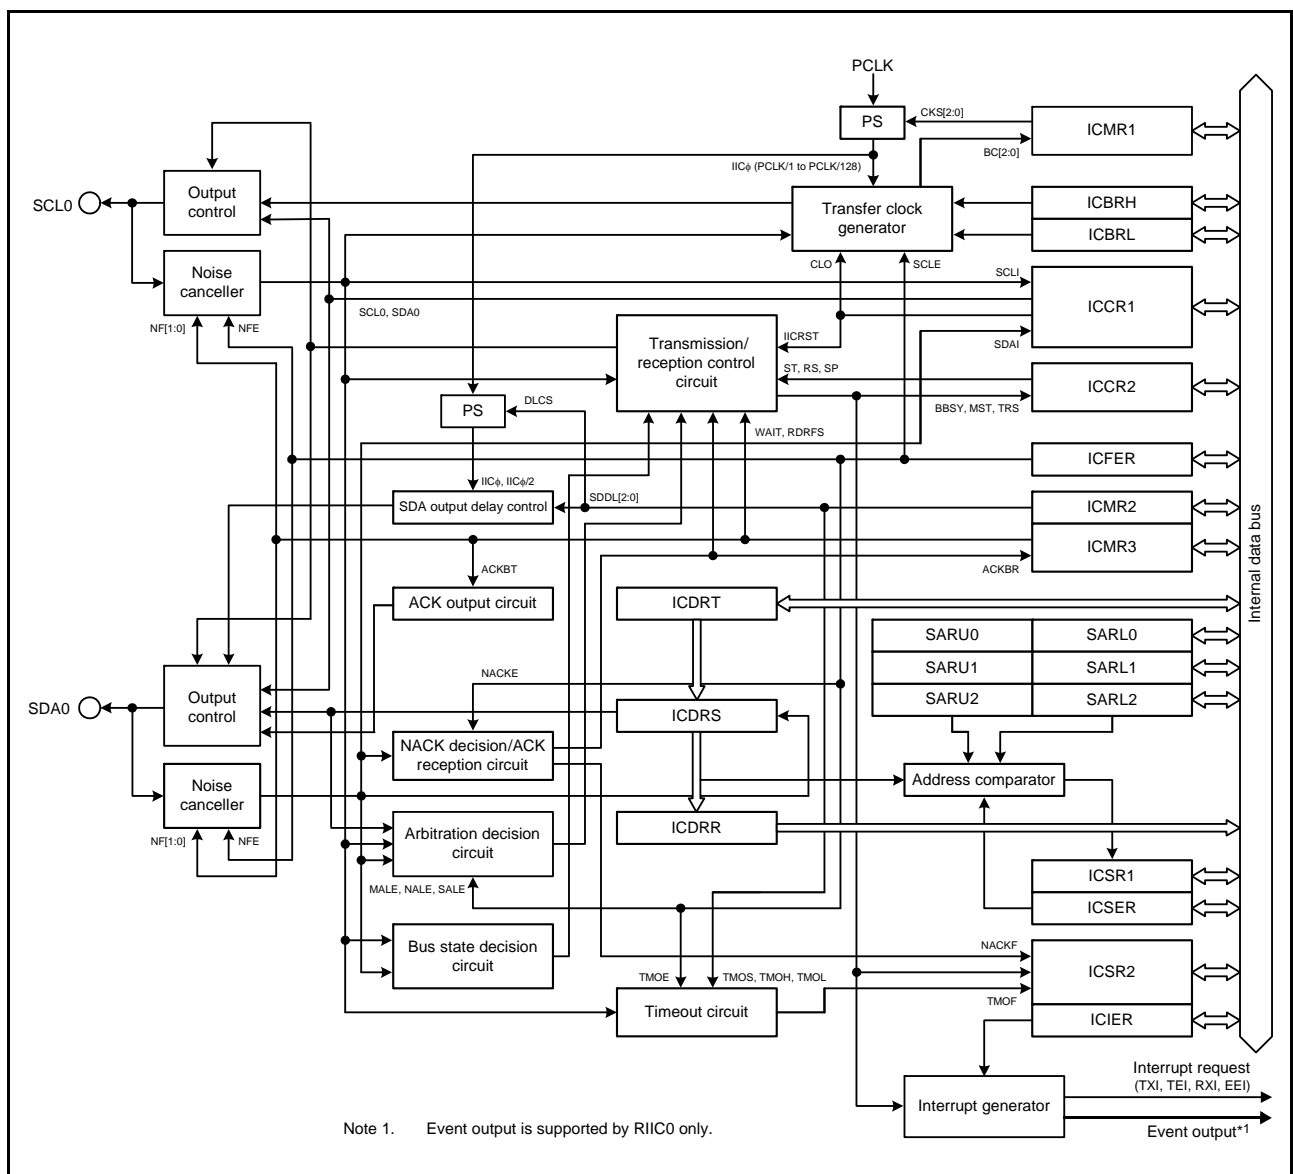 PCLK
PS
CKS[2:0]
ICMR1
BC[2:0]
IICφ (PCLK/1 to PCLK/128)
Output
control
SCL0
Transfer clock
generator
ICBRH
ICBRL
Noise
canceller
CLO
SCLE
SCLI
ICCR1
SCL0, SDA0
NF[1:0]
NFE
IICRST
SDAI
Transmission/
reception control
circuit
ST, RS, SP
ICCR2
BBSY, MST, TRS
PS
DLCS
WAIT, RDRFS
ICFER
IICφ, IICφ/2
SDA output delay control
SDDL[2:0]
ICMR2
ICMR3
ACKBR
ACKBT
ACK output circuit
ICDRT
Internal data bus
SARU0
SARL0
SARU1
SARL1
SARU2
SARL2
NACKE
Output
control
SDA0
ICDRS
NACK decision/ACK
reception circuit
Address comparator
Noise
canceller
NF[1:0]
NFE
Arbitration decision
circuit
ICDRR
MALE, NALE, SALE
ICSR1
ICSER
Bus state decision
circuit
NACKF
ICSR2
TMOE
TMOS, TMOH, TMOL
TMOF
Timeout circuit
ICIER
Interrupt generator
Interrupt request
(TXI, TEI, RXI, EEI)
Event output*1
Note 1. Event output is supported by RIIC0 only.